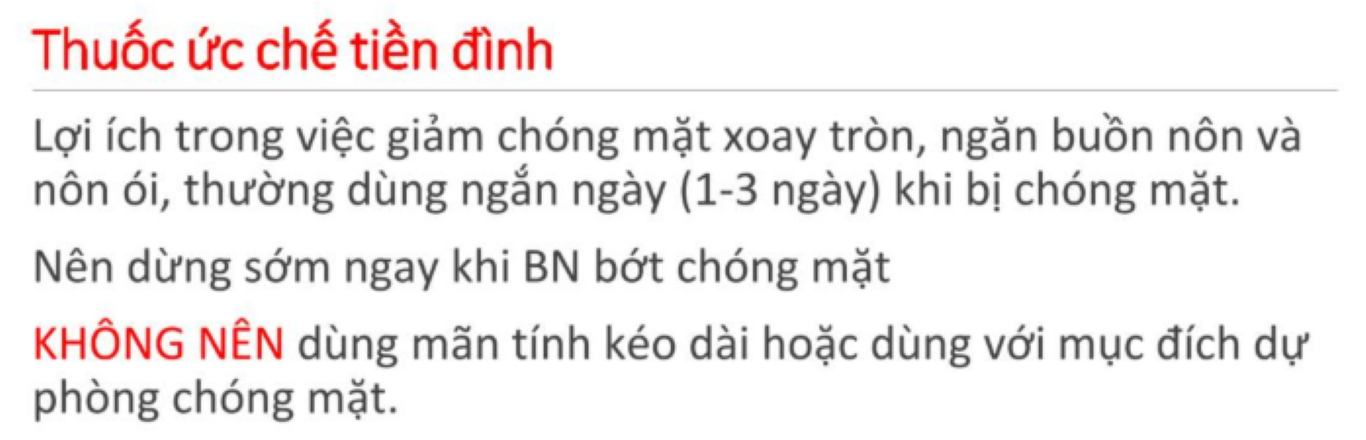 Thuốc ức chế tiền đình
Lợi ích trong việc giảm chóng mặt xoay tròn, ngăn buồn nôn và
nôn ói, thường dùng ngắn ngày (1-3 ngày) khi bị chóng mặt.
Nên dừng sớm ngay khi BN bớt chóng mặt
KHÔNG NÊN dùng mãn tính kéo dài hoặc dùng với mục đích dự
phòng chóng mặt.